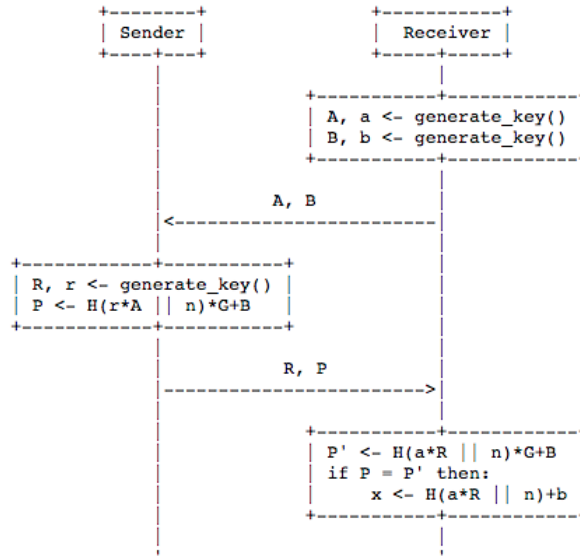 Sender
Receiver
A, a <- generate_key()
B, b <- generate_key()
A, B
R, r <- generate_key()
P <- H(r*A || n)*G+B
R, P
P' <- H(a*R || n)*G+B
if P = P' then:
x <- H(a*R || n)+b